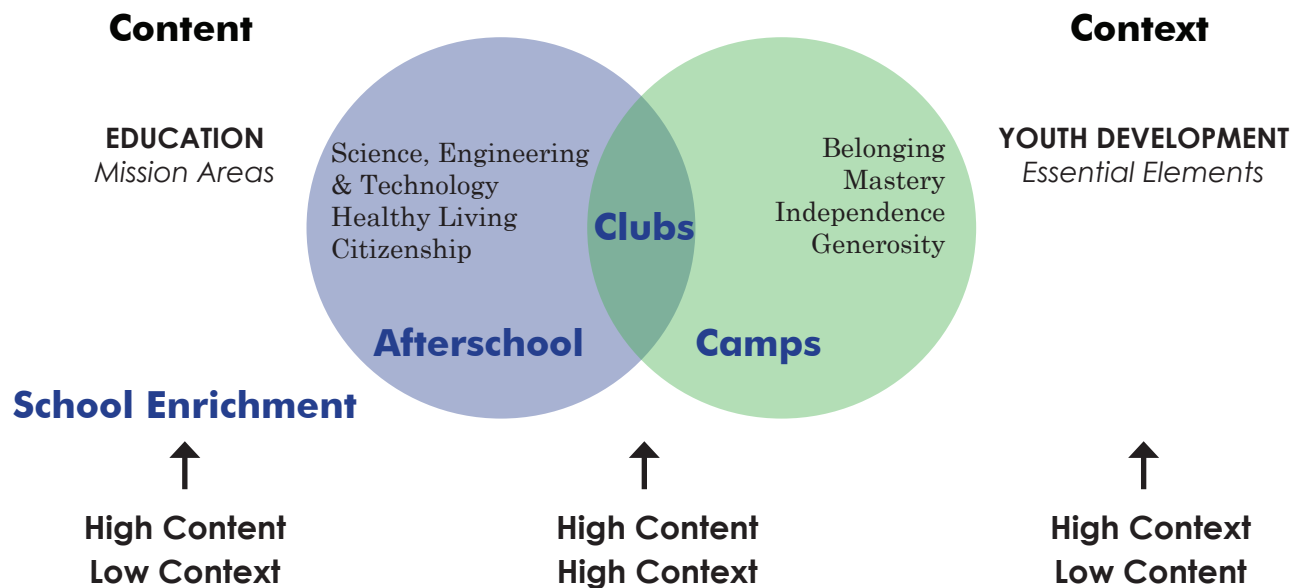 Content
Context
EDUCATION
Mission Areas
Science, Engineering
& Technology
Healthy Living
Citizenship
Clubs
Belonging
Mastery
Independence
Generosity
YOUTH DEVELOPMENT
Essential Elements
Afterschool
Camps
School Enrichment
High Content
Low Context
High Content
High Context
High Context
Low Content